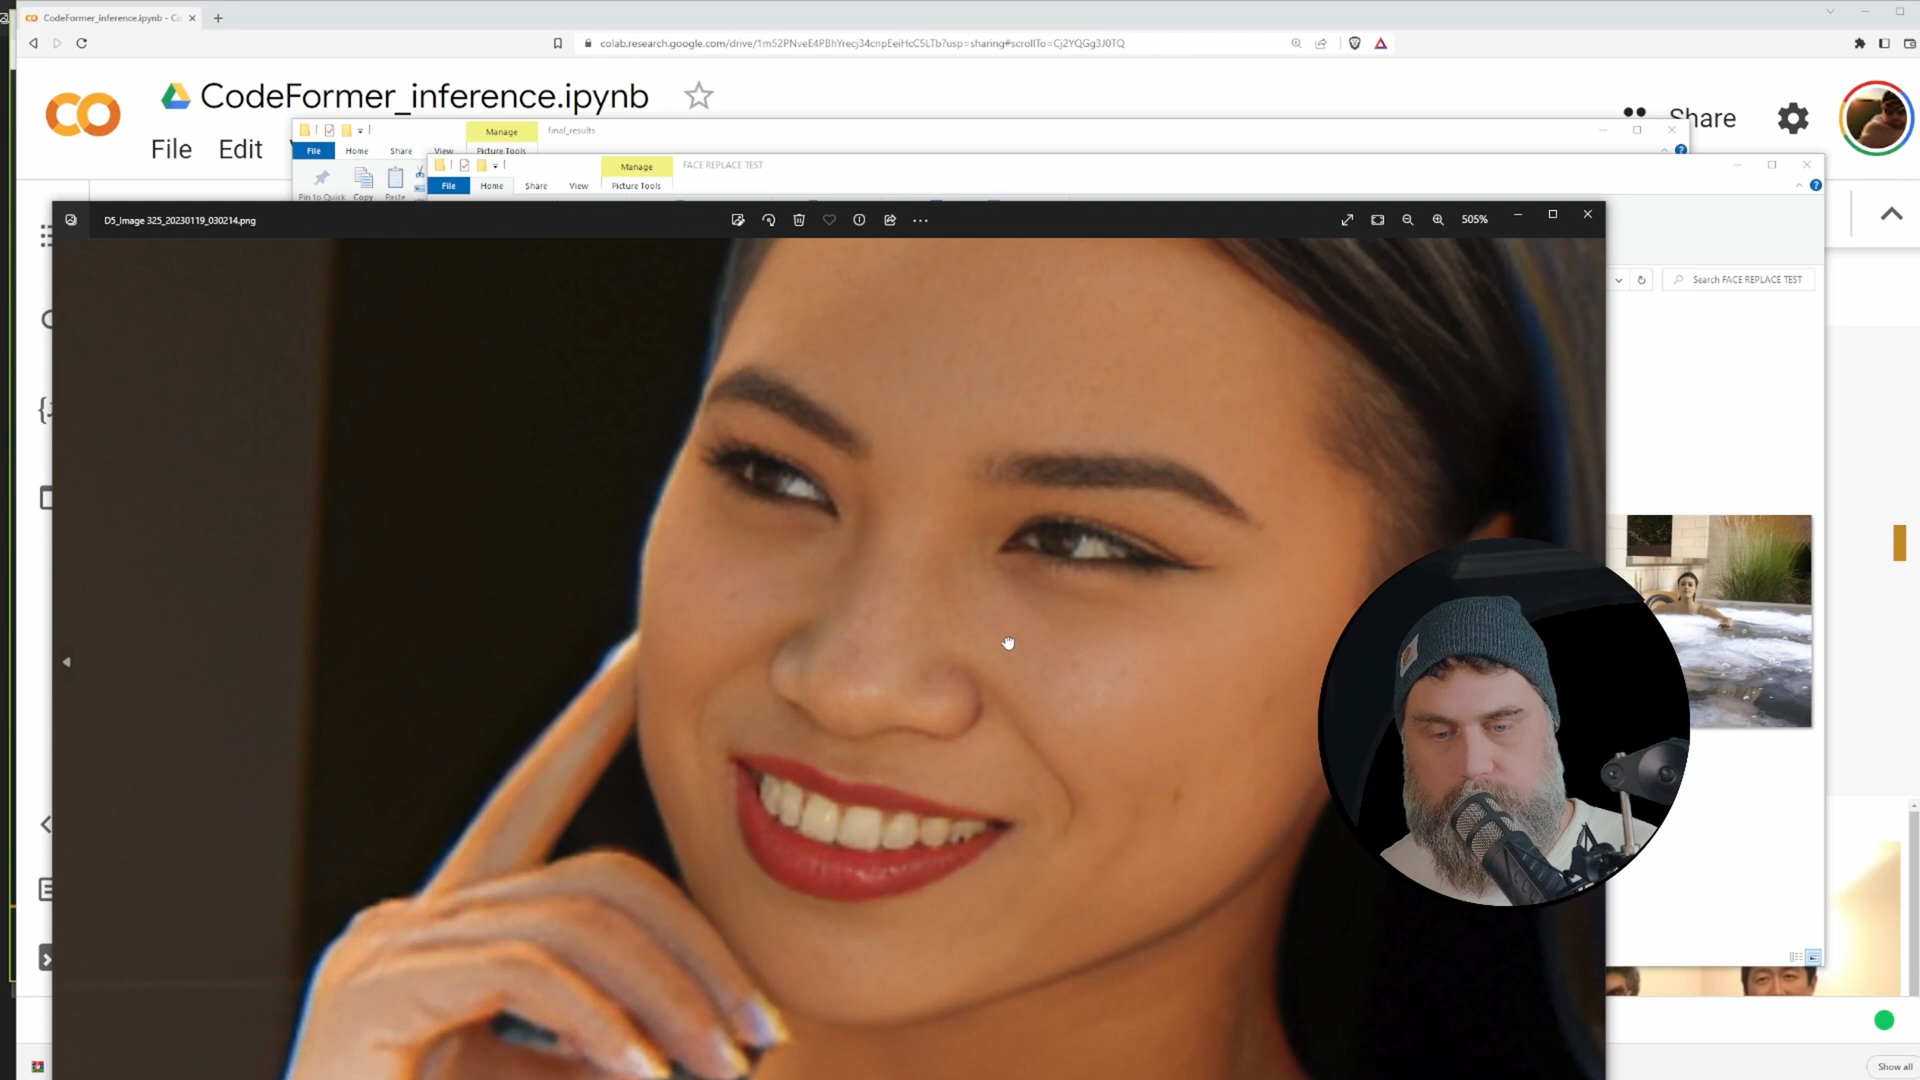 CodeFormer_inference.ipynb - Co
colab.research.google.com/drive/1m52PNveE4PBhYrecj34cnpEeiHcC5LTb?usp=sharing#scrollTo=Cj2YQGg3J0TQ
CodeFormer_inference.ipynb
Share
File Edit
Manage
final_results
File Home Share View Picture Tools
Manage
FACE REPLACE TEST
Pin to Quick Copy Paste
File Home Share View Picture Tools
D5_Image 325_20230119_030214.png
505%
Search FACE REPLACE TEST
Show all